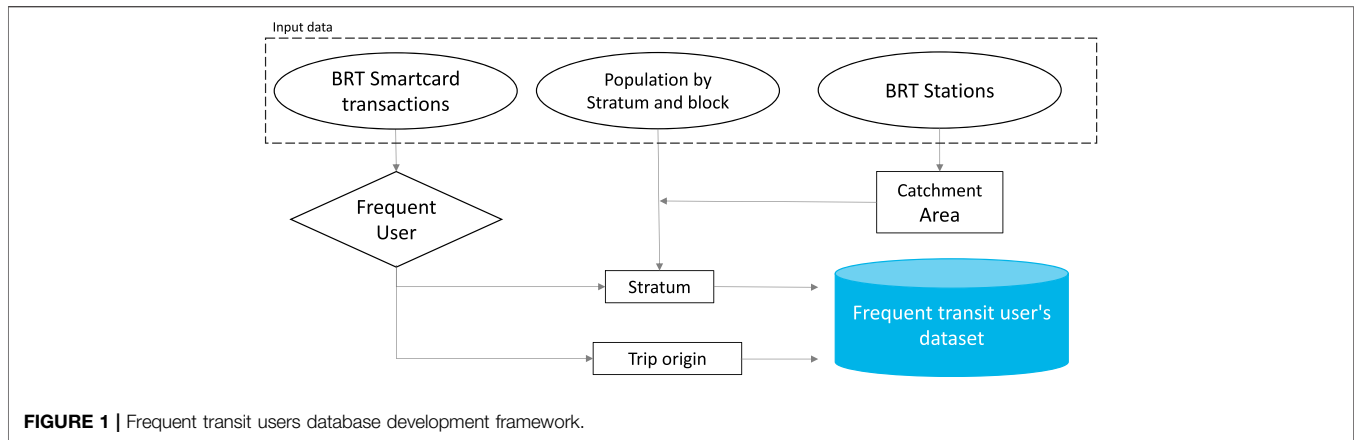 Input data
BRT Smartcard
transactions
Population by
Stratum and block
BRT Stations
Frequent
User
Catchment
Area
Stratum
Trip origin
Frequent transit user's
dataset
FIGURE 1 | Frequent transit users database development framework.